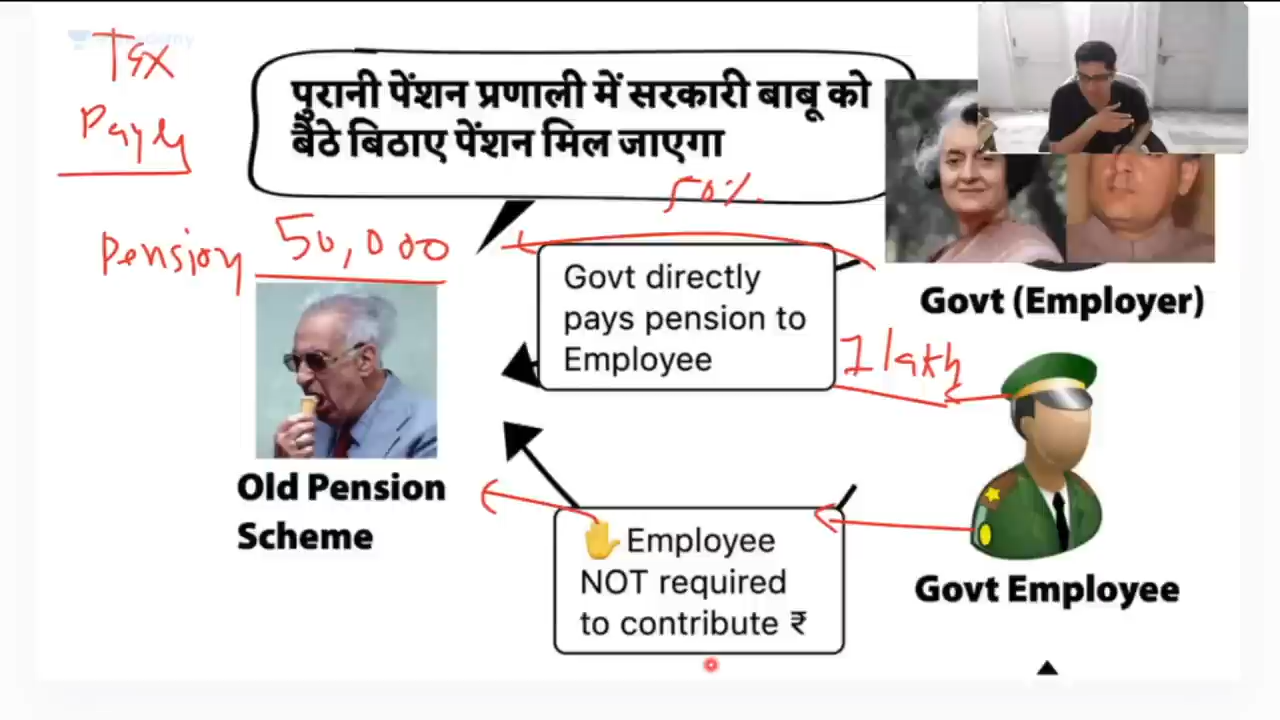 Tax
Payer
पुरानी पेंशन प्रणाली में सरकारी बाबू को
बैठे बिठाए पेंशन मिल जाएगा
50%
Pension 50,000
Govt directly
pays pension to
Employee
Govt (Employer)
1 lakh
Old Pension
Scheme
✋Employee
NOT required
to contribute ₹
Govt Employee